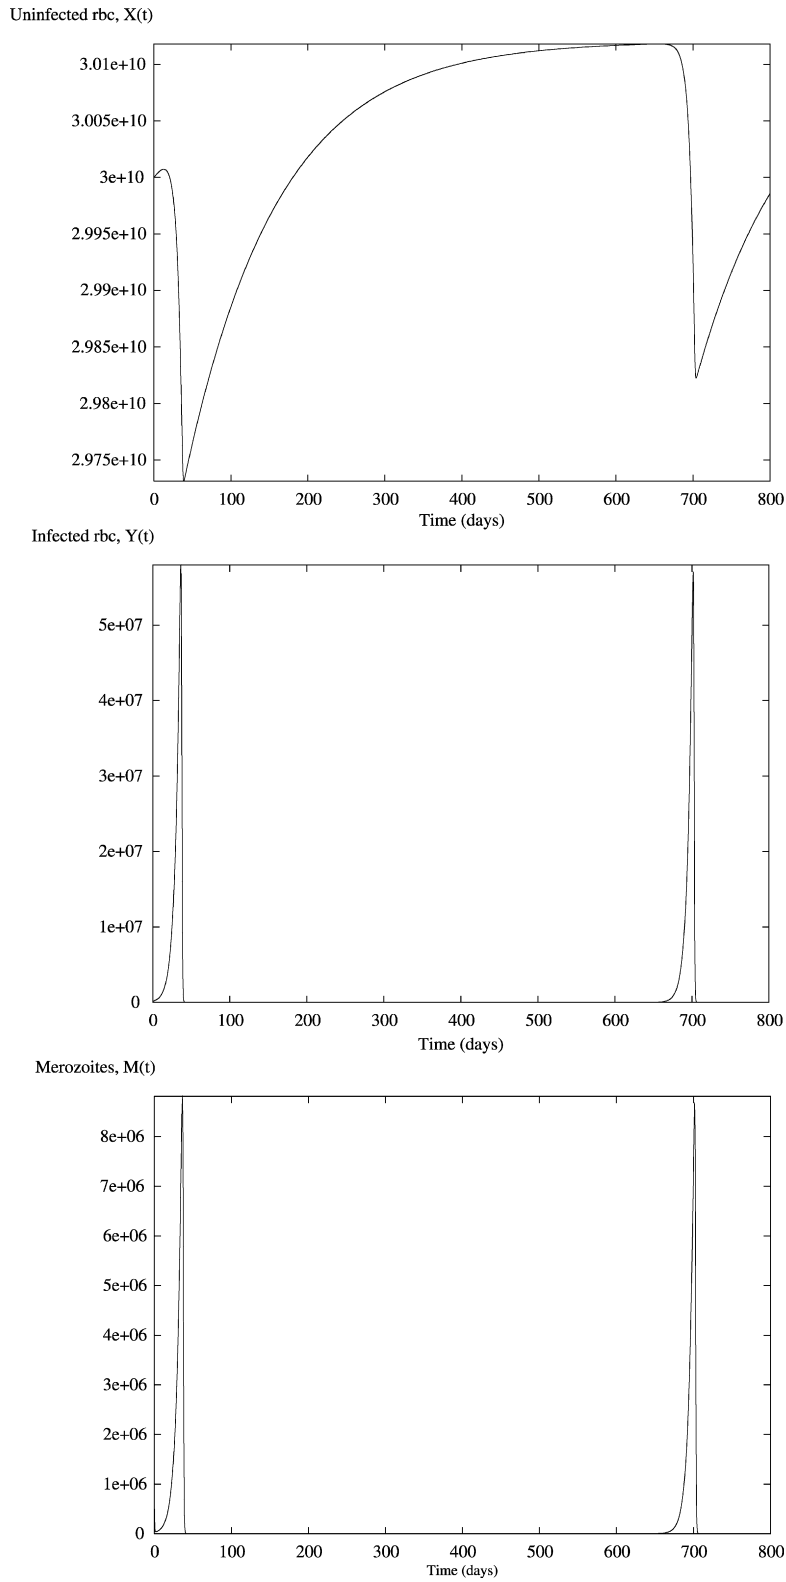 Uninfected rbc, X(t)
3.01e+10
3.005e+10
3e+10
2.995e+10
2.99e+10
2.985e+10
2.98e+10
2.975e+10
0 100 200 300 400 500 600 700 800
Time (days)
Infected rbc, Y(t)
5e+07
4e+07
3e+07
2e+07
1e+07
0
0 100 200 300 400 500 600 700 800
Time (days)
Merozoites, M(t)
8e+06
7e+06
6e+06
5e+06
4e+06
3e+06
2e+06
1e+06
0
0 100 200 300 400 500 600 700 800
Time (days)